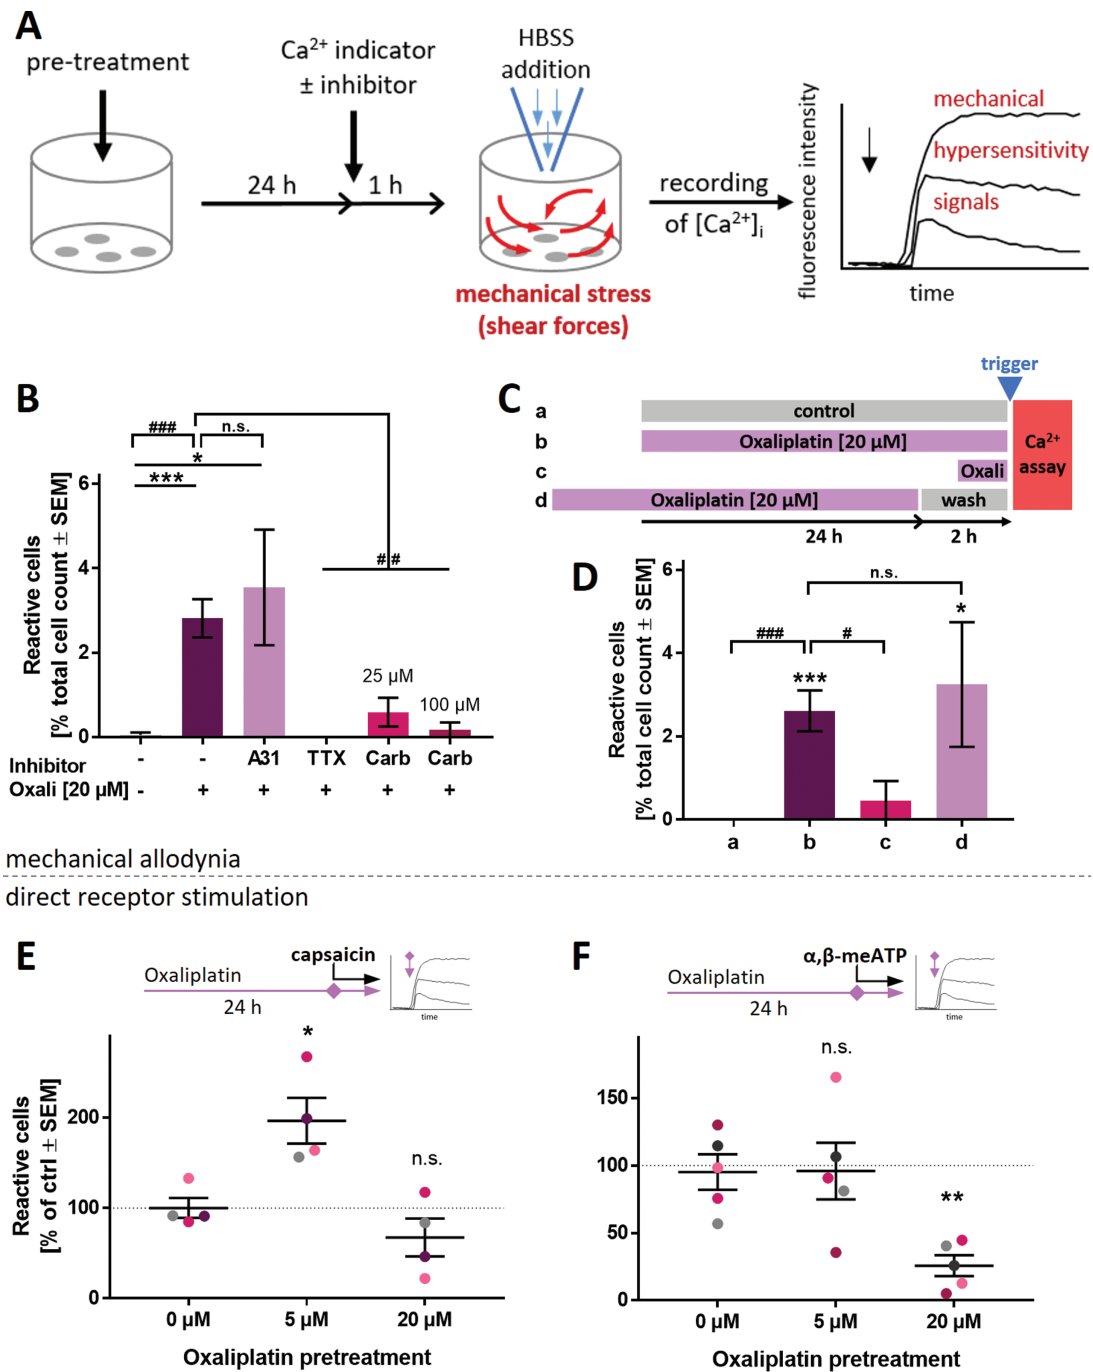 A
pre-treatment
Ca²⁺ indicator
± inhibitor
HBSS
addition
24 h
1 h
mechanical stress
(shear forces)
recording
of [Ca²⁺]ᵢ
fluorescence intensity
mechanical
hypersensitivity
signals
time
B
###
n.s.
*
***
##
Reactive cells
[% total cell count ± SEM]
6
4
2
0
25 µM
100 µM
Inhibitor - - A31 TTX Carb Carb
Oxali [20 µM] - + + + + +
C
trigger
a control
b Oxaliplatin [20 µM]
c Oxali
d Oxaliplatin [20 µM] wash
Ca²⁺
assay
24 h 2 h
D
n.s.
###
#
***
*
Reactive cells
[% total cell count ± SEM]
6
4
2
0
a b c d
mechanical allodynia
direct receptor stimulation
E
capsaicin
Oxaliplatin
24 h
time
*
n.s.
Reactive cells
[% of ctrl ± SEM]
200
100
0
0 µM 5 µM 20 µM
Oxaliplatin pretreatment
F
α,β-meATP
Oxaliplatin
24 h
time
n.s.
**
150
100
50
0
0 µM 5 µM 20 µM
Oxaliplatin pretreatment